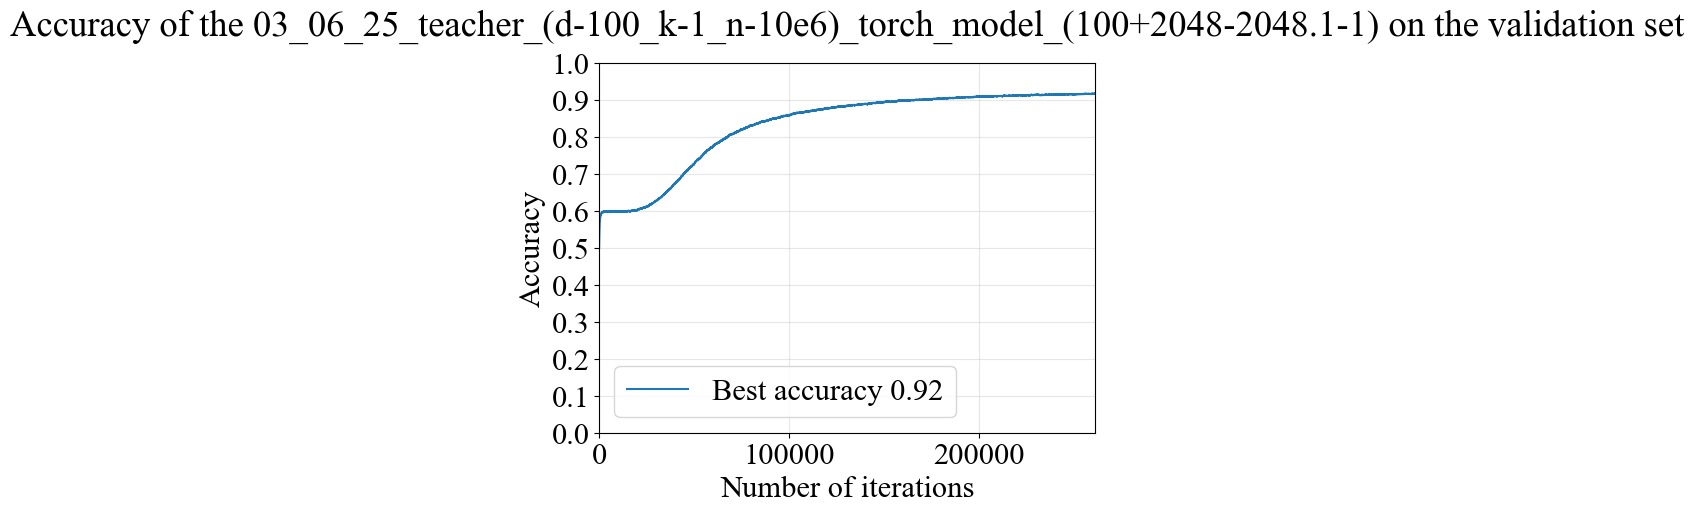 Accuracy of the 03_06_25_teacher_(d-100_k-1_n-10e6)_torch_model_(100+2048-2048.1-1) on the validation set
1.0
0.9
0.8
0.7
0.6
0.5
0.4
0.3
0.2
0.1
0.0
Accuracy
Best accuracy 0.92
0 100000 200000
Number of iterations